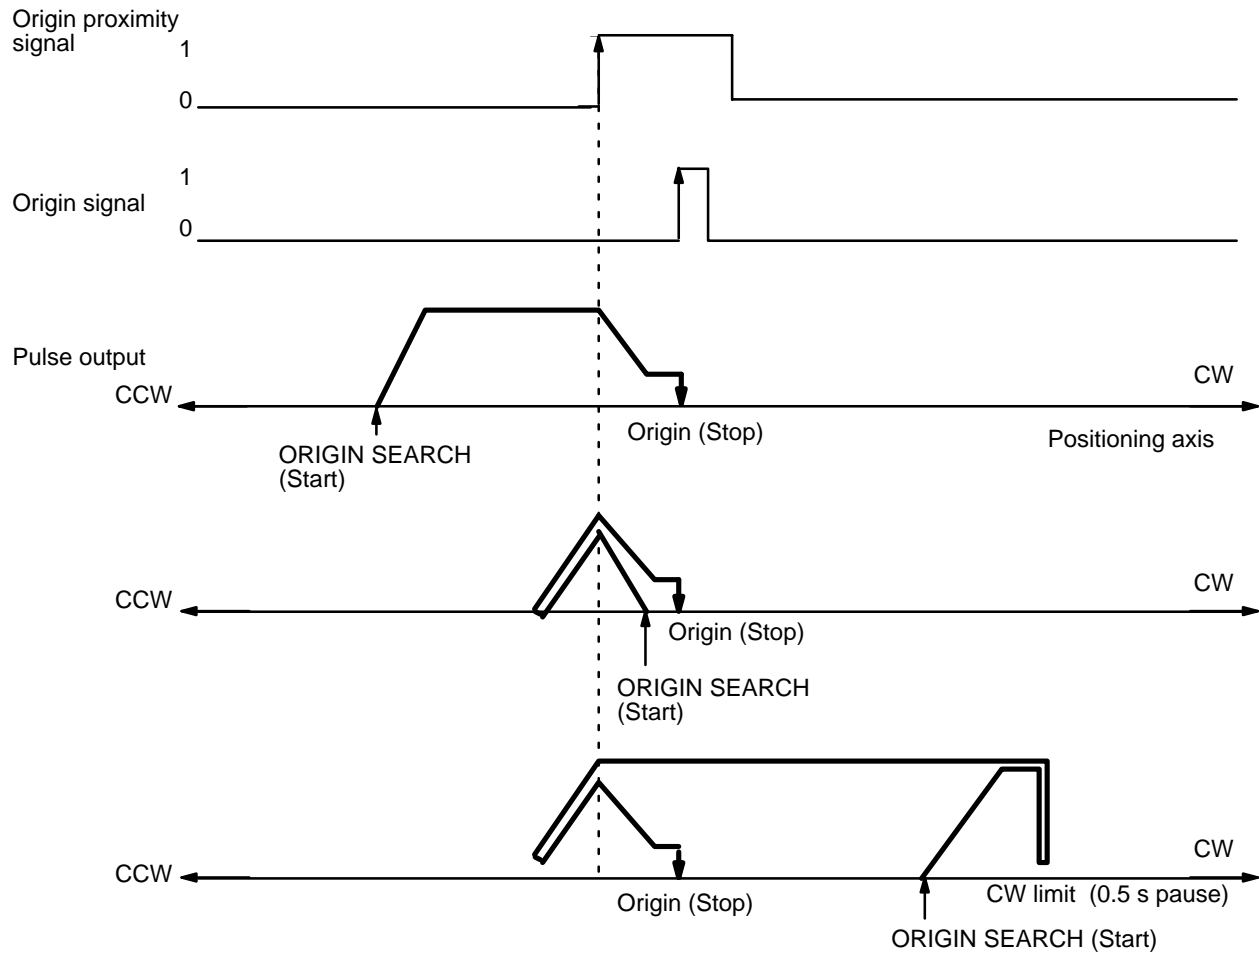 Origin proximity
signal
1
0
1
Origin signal
0
Pulse output
CCW
CW
Origin (Stop)
Positioning axis
ORIGIN SEARCH
(Start)
CCW
CW
Origin (Stop)
ORIGIN SEARCH
(Start)
CCW
CW
Origin (Stop)
CW limit (0.5 s pause)
ORIGIN SEARCH (Start)